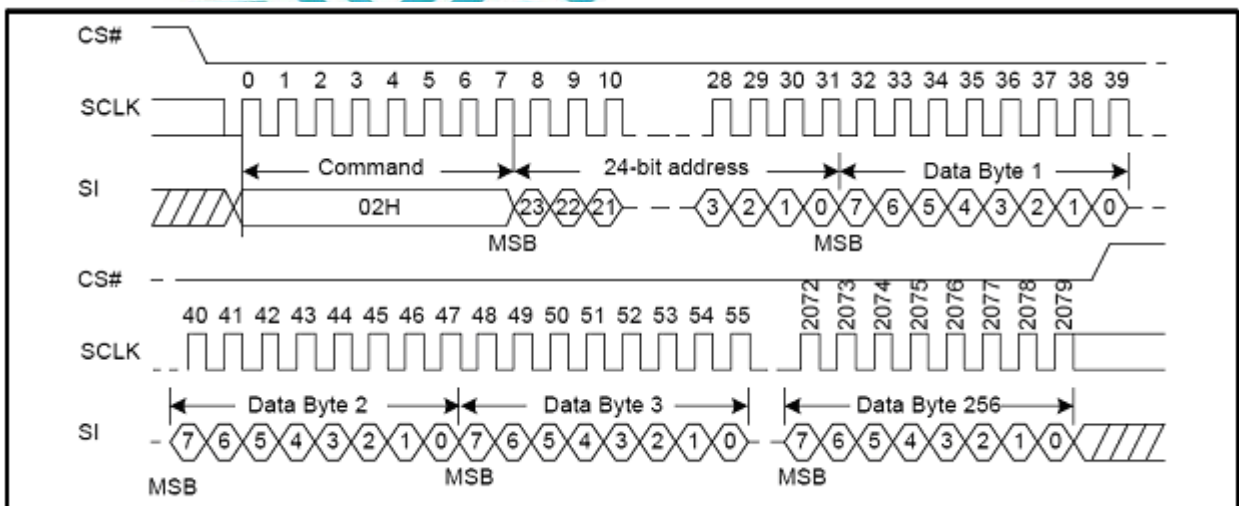 CS#
0 1 2 3 4 5 6 7 8 9 10 28 29 30 31 32 33 34 35 36 37 38 39
SCLK
Command 24-bit address Data Byte 1
SI
02H 23 22 21 3 2 1 0 7 6 5 4 3 2 1 0
MSB MSB
CS#
40 41 42 43 44 45 46 47 48 49 50 51 52 53 54 55 2072 2073 2074 2075 2076 2077 2078 2079
SCLK
Data Byte 2 Data Byte 3 Data Byte 256
SI
7 6 5 4 3 2 1 0 7 6 5 4 3 2 1 0 7 6 5 4 3 2 1 0
MSB MSB MSB